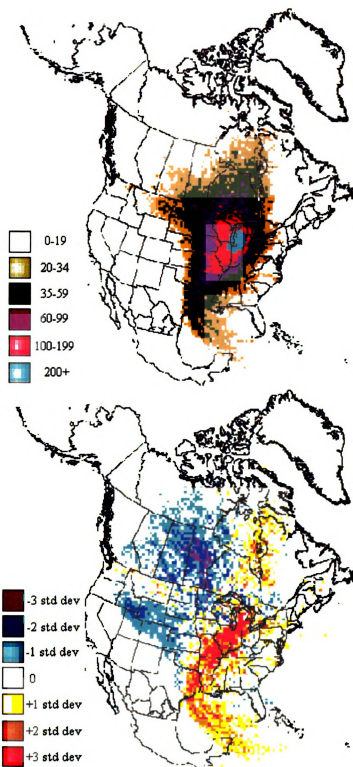 0-19
20-34
35-59
60-99
100-199
200+
-3 std dev
-2 std dev
-1 std dev
0
+1 std dev
+2 std dev
+3 std dev